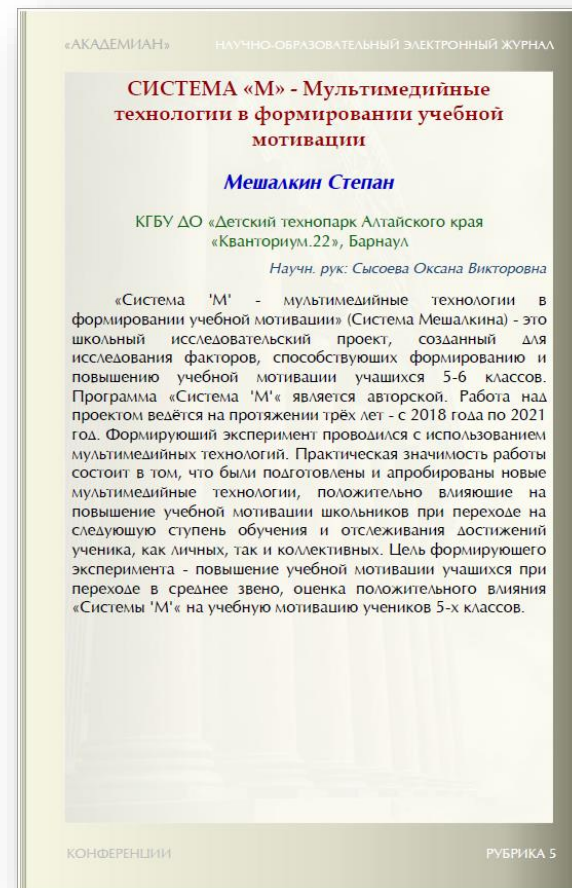 «АКАДЕМИАН» НАУЧНО-ОБРАЗОВАТЕЛЬНЫЙ ЭЛЕКТРОННЫЙ ЖУРНАЛ
СИСТЕМА «М» - Мультимедийные
технологии в формировании учебной
мотивации
Мешалкин Степан
КГБУ ДО «Детский технопарк Алтайского края
«Кванториум.22», Барнаул
Научн. рук: Сысоева Оксана Викторовна
«Система 'М' - мультимедийные технологии в
формировании учебной мотивации» (Система Мешалкина) - это
школьный исследовательский проект, созданный для
исследования факторов, способствующих формированию и
повышению учебной мотивации учащихся 5-6 классов.
Программа «Система 'М'« является авторской. Работа над
проектом ведётся на протяжении трёх лет - с 2018 года по 2021
год. Формирующий эксперимент проводился с использованием
мультимедийных технологий. Практическая значимость работы
состоит в том, что были подготовлены и апробированы новые
мультимедийные технологии, положительно влияющие на
повышение учебной мотивации школьников при переходе на
следующую ступень обучения и отслеживания достижений
ученика, как личных, так и коллективных. Цель формирующего
эксперимента - повышение учебной мотивации учащихся при
переходе в среднее звено, оценка положительного влияния
«Системы 'М'« на учебную мотивацию учеников 5-х классов.
КОНФЕРЕНЦИИ РУБРИКА 5